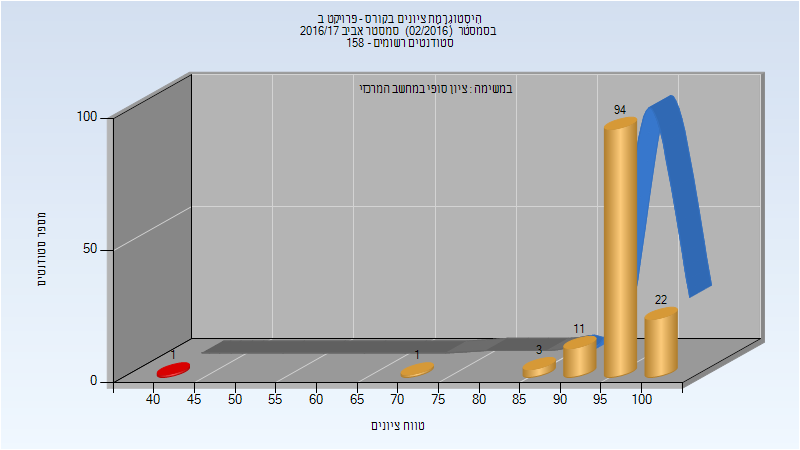 היסטוגרמת ציונים בקורס - פרויקט ב
בסמסטר (02/2016) סמסטר אביב 2016/17
סטודנטים רשומים - 158
במשימה : ציון סופי במחשב המרכזי
מספר סטודנטים
100
50
0
1
1
3
11
94
22
40 45 50 55 60 65 70 75 80 85 90 95 100
טווח ציונים